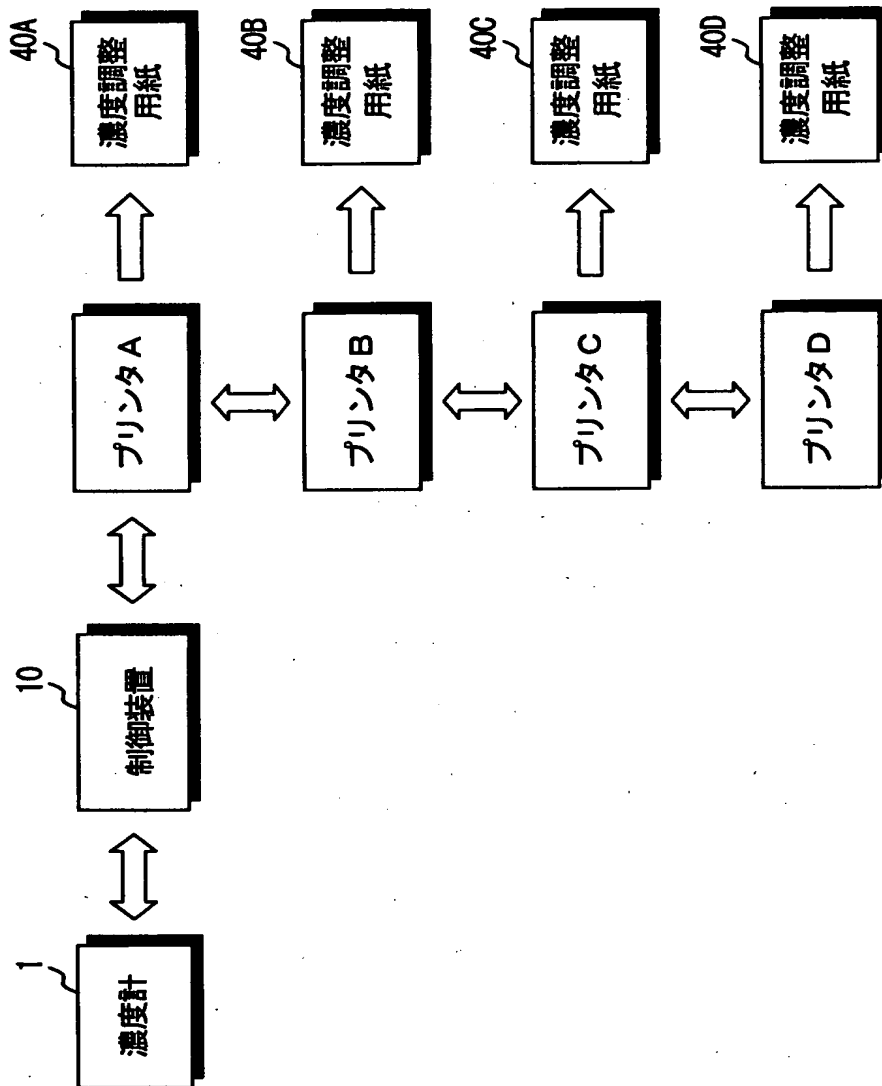 1
濃度計
10
制御装置
プリンタA
プリンタB
プリンタC
プリンタD
40A
濃度調整
用紙
40B
濃度調整
用紙
40C
濃度調整
用紙
40D
濃度調整
用紙